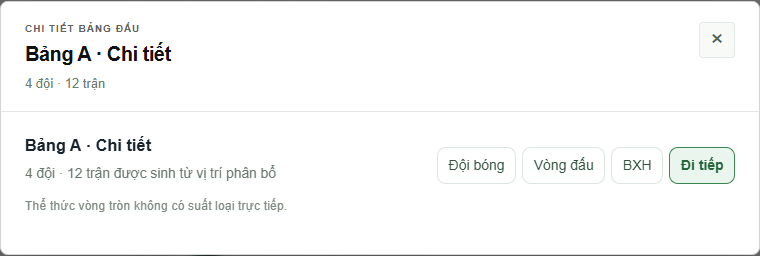 CHI TIẾT BẢNG ĐẤU
Bảng A · Chi tiết
4 đội · 12 trận
✕
Bảng A · Chi tiết
4 đội · 12 trận được sinh từ vị trí phân bổ
Thể thức vòng tròn không có suất loại trực tiếp.
Đội bóng
Vòng đấu
BXH
Đi tiếp